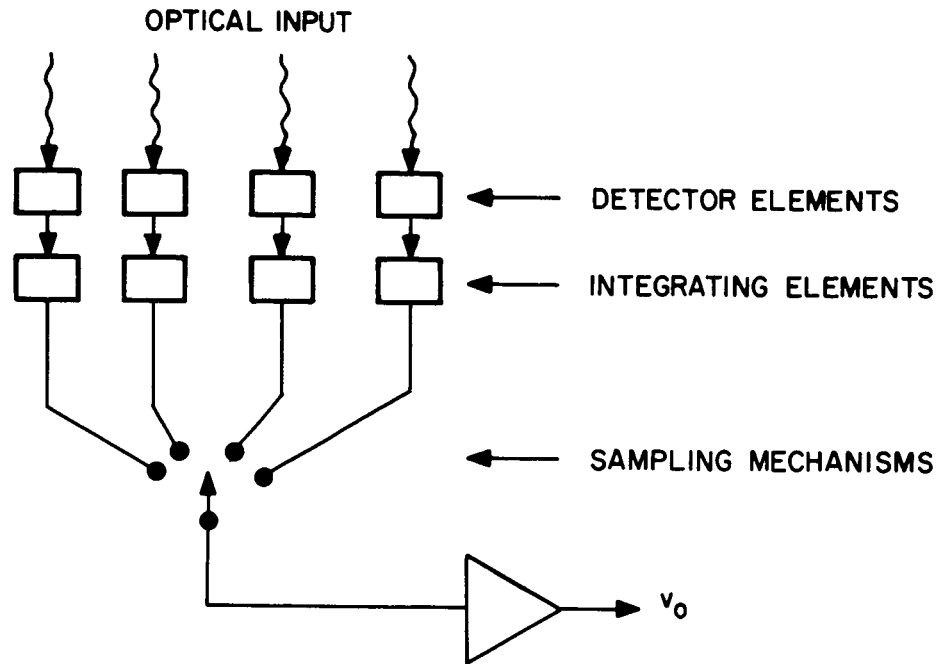 OPTICAL INPUT
DETECTOR ELEMENTS
INTEGRATING ELEMENTS
SAMPLING MECHANISMS
v₀